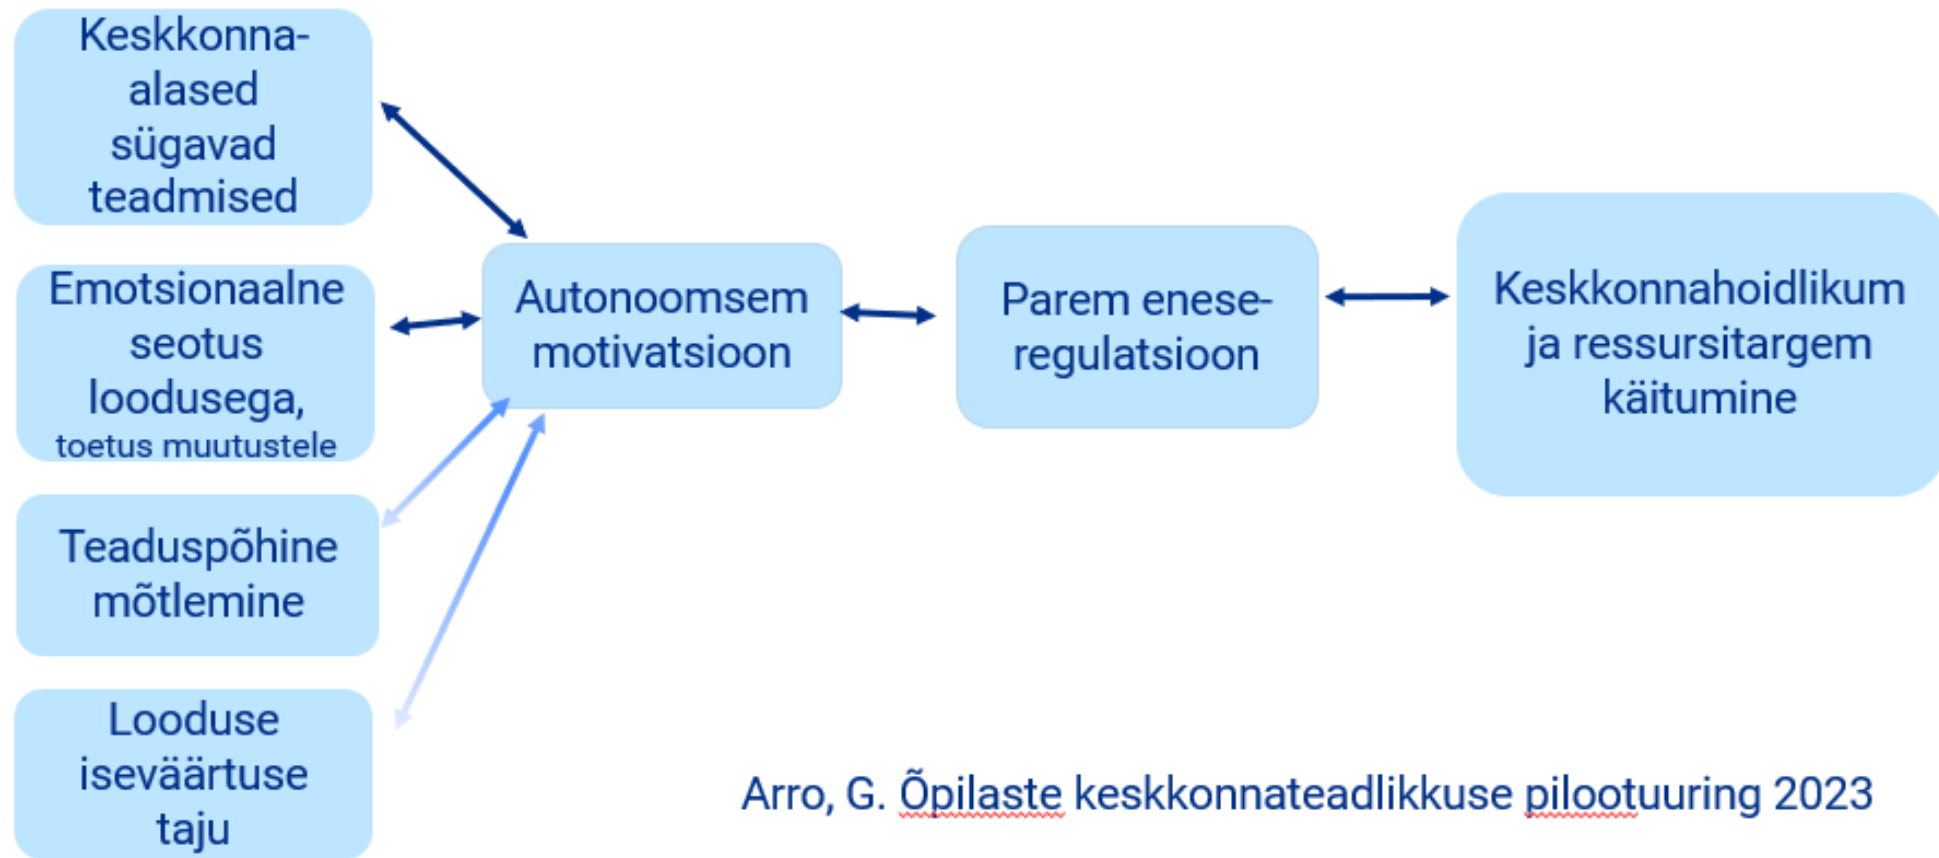 Keskkonna-
alased
sügavad
teadmised
Emotsionaalne
seotus
loodusega,
toetus muutustele
Teaduspõhine
mõtlemine
Looduse
iseväärtuse
taju
Autonoomsem
motivatsioon
Parem enese-
regulatsioon
Keskkonnahoidlikum
ja ressursitargem
käitumine
Arro, G. Õpilaste keskkonnateadlikkuse pilootuuring 2023